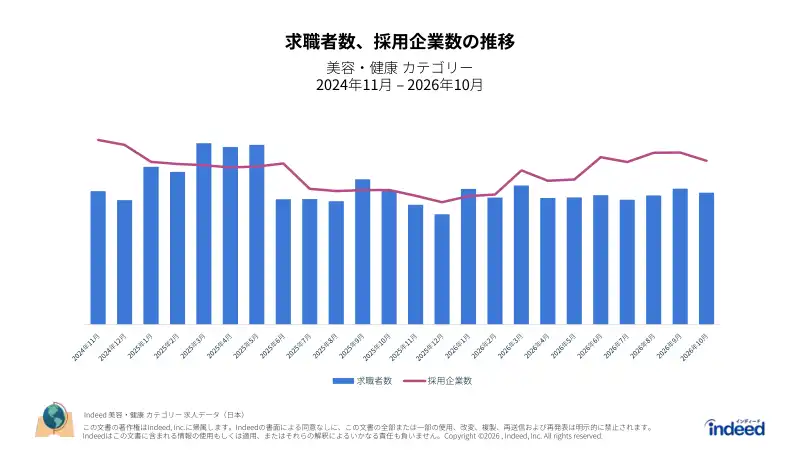 求職者数、採用企業数の推移
美容・健康 カテゴリー
2024年11月 – 2026年10月
2024年11月
2024年12月
2025年1月
2025年2月
2025年3月
2025年4月
2025年5月
2025年6月
2025年7月
2025年8月
2025年9月
2025年10月
2025年11月
2025年12月
2026年1月
2026年2月
2026年3月
2026年4月
2026年5月
2026年6月
2026年7月
2026年8月
2026年9月
2026年10月
求職者数 採用企業数
Indeed 美容・健康 カテゴリー 求人データ（日本）
この文書の著作権はIndeed, Inc.に帰属します。Indeedの書面による同意なしに、この文書の全部または一部の使用、改変、複製、再送信および再発表は明示的に禁止されます。
Indeedはこの文書に含まれる情報の使用もしくは適用、またはそれらの解釈によるいかなる責任も負いません。Copyright ©2026 , Indeed, Inc. All rights reserved.
インディード
indeed